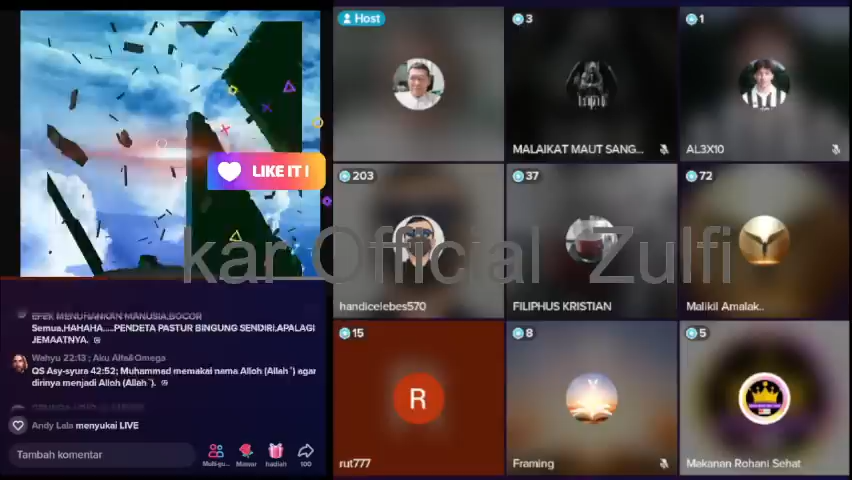 LIKE IT !
EFEK MENUHANKAN MANUSIA,BOCOR
Semua,HAHAHA....,PENDETA PASTUR BINGUNG SENDIRI,APALAGI
JEMAATNYA.
Wahyu 22:13 ; Aku Alfa&Omega
QS Asy-syura 42:52; Muhammad memakai nama Alloh (Allah˘) agar
dirinya menjadi Alloh (Allah˘).
Andy Lala menyukai LIVE
Tambah komentar
Multi-gu...
Mawar
hadiah
100
Host
3
MALAIKAT MAUT SANG...
1
AL3X10
203
handicelebes570
37
FILIPHUS KRISTIAN
72
Malikil Amalak..
kar Official Zulfi
15
R
rut777
8
Framing
5
Makanan Rohani Sehat